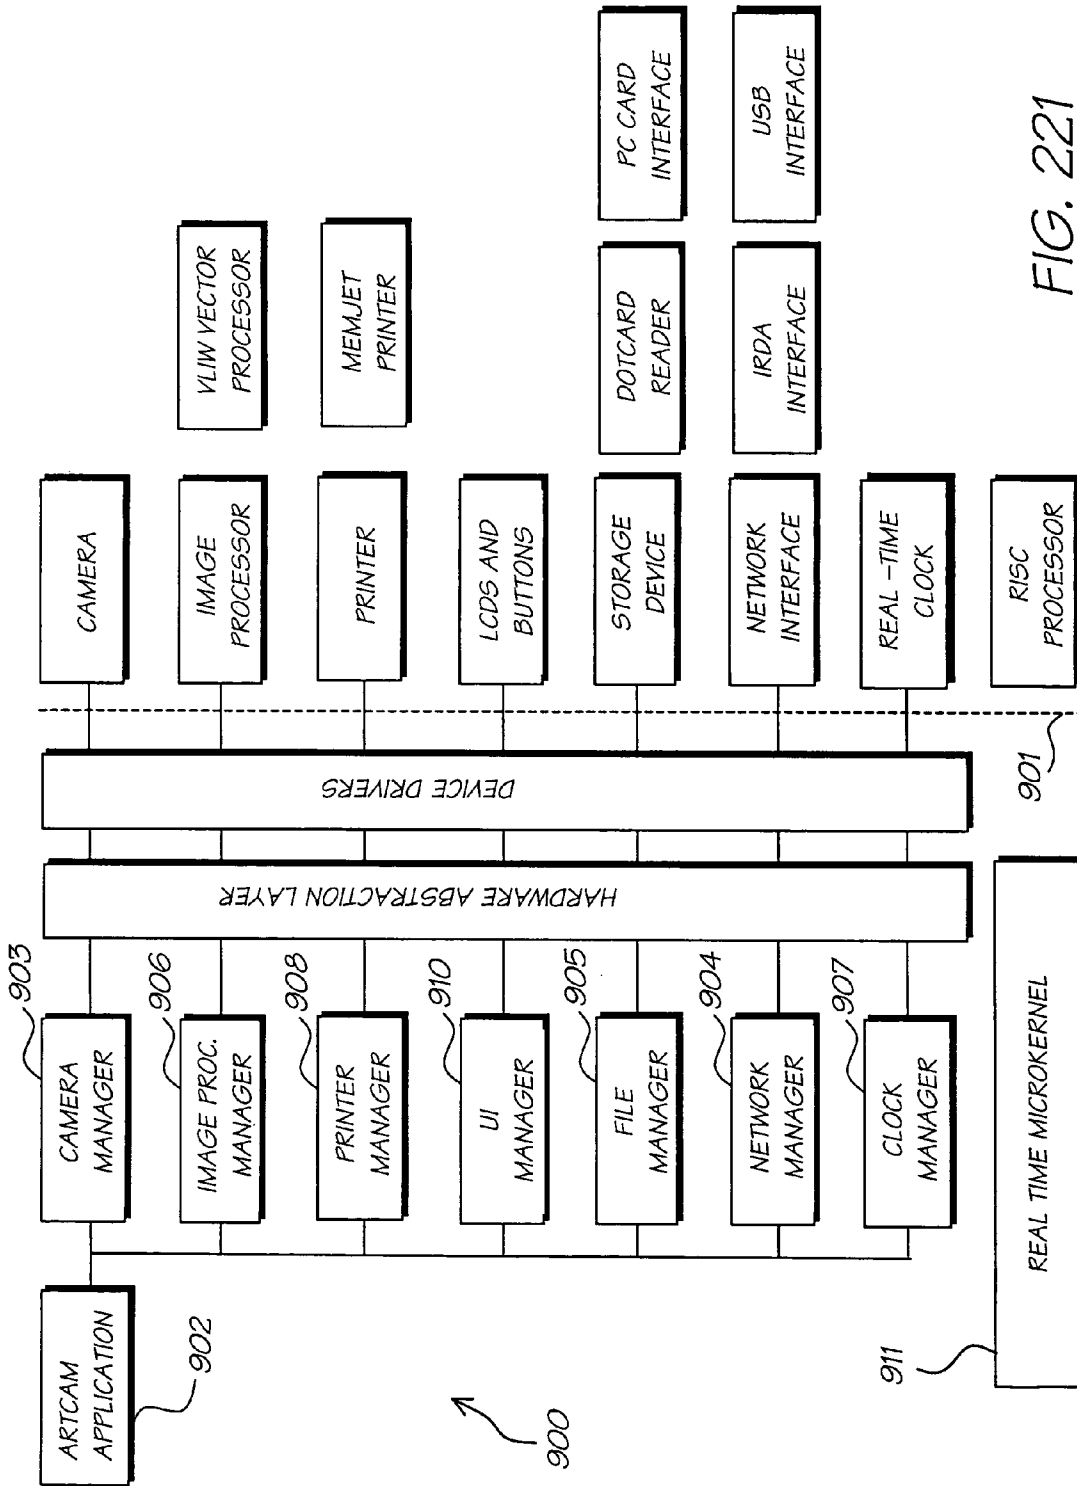 ARTCAM
APPLICATION
902
900
CAMERA
MANAGER
903
IMAGE PROC.
MANAGER
906
PRINTER
MANAGER
908
UI
MANAGER
910
FILE
MANAGER
905
NETWORK
MANAGER
904
CLOCK
MANAGER
907
REAL TIME MICROKERNEL
911
HARDWARE ABSTRACTION LAYER
DEVICE DRIVERS
901
CAMERA
IMAGE
PROCESSOR
VLIW VECTOR
PROCESSOR
PRINTER
MEMJET
PRINTER
LCDS AND
BUTTONS
STORAGE
DEVICE
DOTCARD
READER
PC CARD
INTERFACE
NETWORK
INTERFACE
IRDA
INTERFACE
USB
INTERFACE
REAL-TIME
CLOCK
RISC
PROCESSOR
FIG. 221